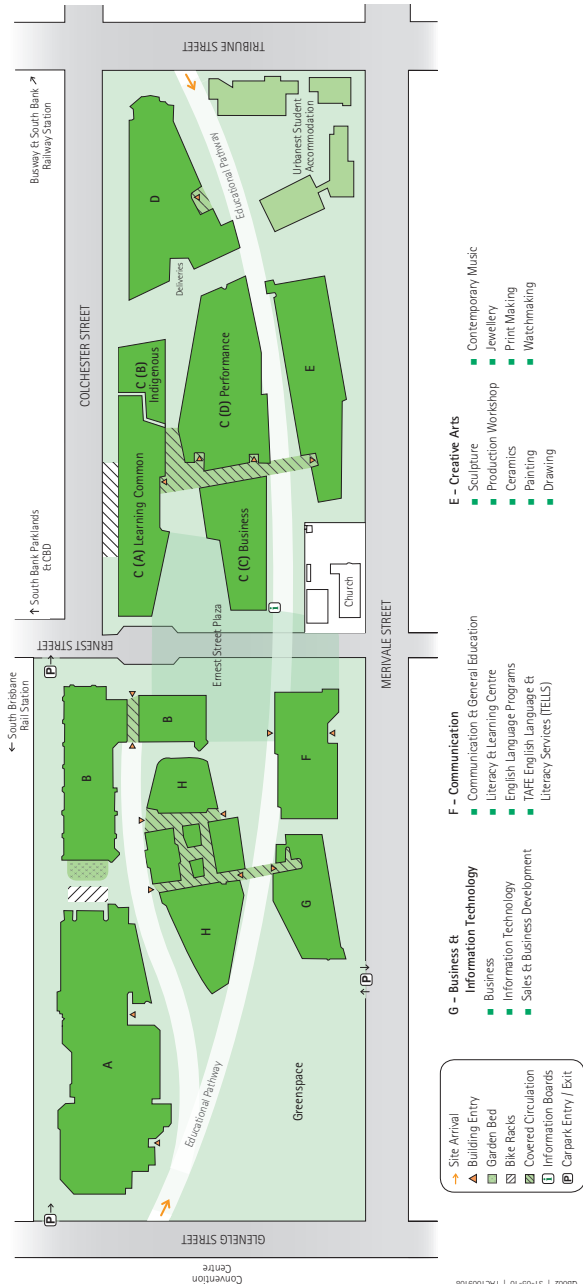 ← South Brisbane
Rail Station
↑ South Bank Parklands
& CBD
Busway & South Bank ↗
Railway Station
COLCHESTER STREET
Convention
Centre
GLENELG STREET
ERNEST STREET
TRIBUNE STREET
MERIVALE STREET
P
P
P
A
B
B
H
H
F
G
Educational Pathway
Greenspace
Ernest Street Plaza
i
Church
C (A) Learning Common
C (B)
Indigenous
C (C) Business
C (D) Performance
Deliveries
D
E
Educational Pathway
Urbanest Student
Accommodation
→ Site Arrival
Building Entry
Garden Bed
Bike Racks
Covered Circulation
i Information Boards
P Carpark Entry / Exit
G – Business &
Information Technology
Business
Information Technology
Sales & Business Development
F – Communication
Communication & General Education
Literacy & Learning Centre
English Language Programs
TAFE English Language &
Literacy Services (TELLS)
E – Creative Arts
Sculpture
Production Workshop
Ceramics
Painting
Drawing
Contemporary Music
Jewellery
Print Making
Watchmaking